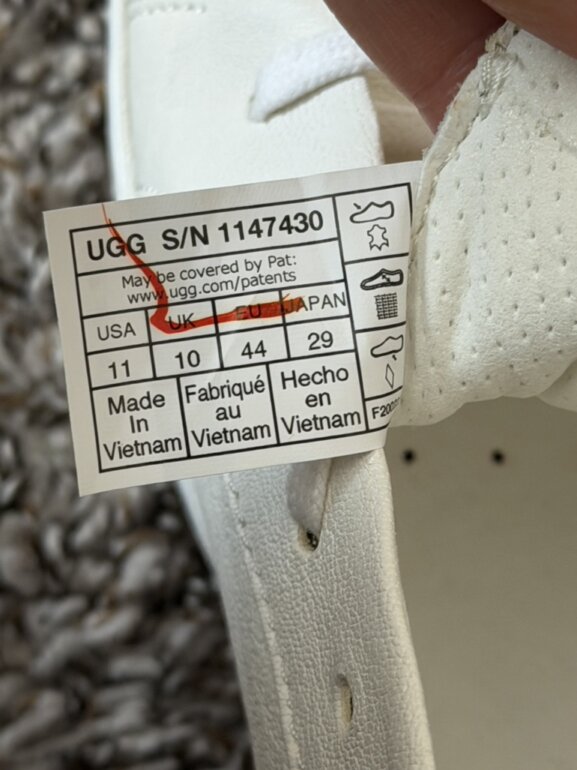 UGG S/N 1147430
May be covered by Pat:
www.ugg.com/patents
USA UK EU JAPAN
11 10 44 29
Made In Vietnam
Fabriqué au Vietnam
Hecho en Vietnam